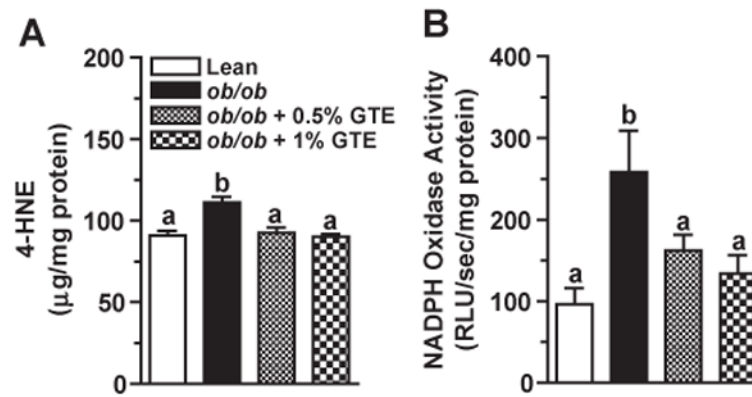 A
4-HNE
(μg/mg protein)
200
150
100
50
0
Lean
ob/ob
ob/ob + 0.5% GTE
ob/ob + 1% GTE
a
b
a
a
B
NADPH Oxidase Activity
(RLU/sec/mg protein)
400
300
200
100
0
a
b
a
a